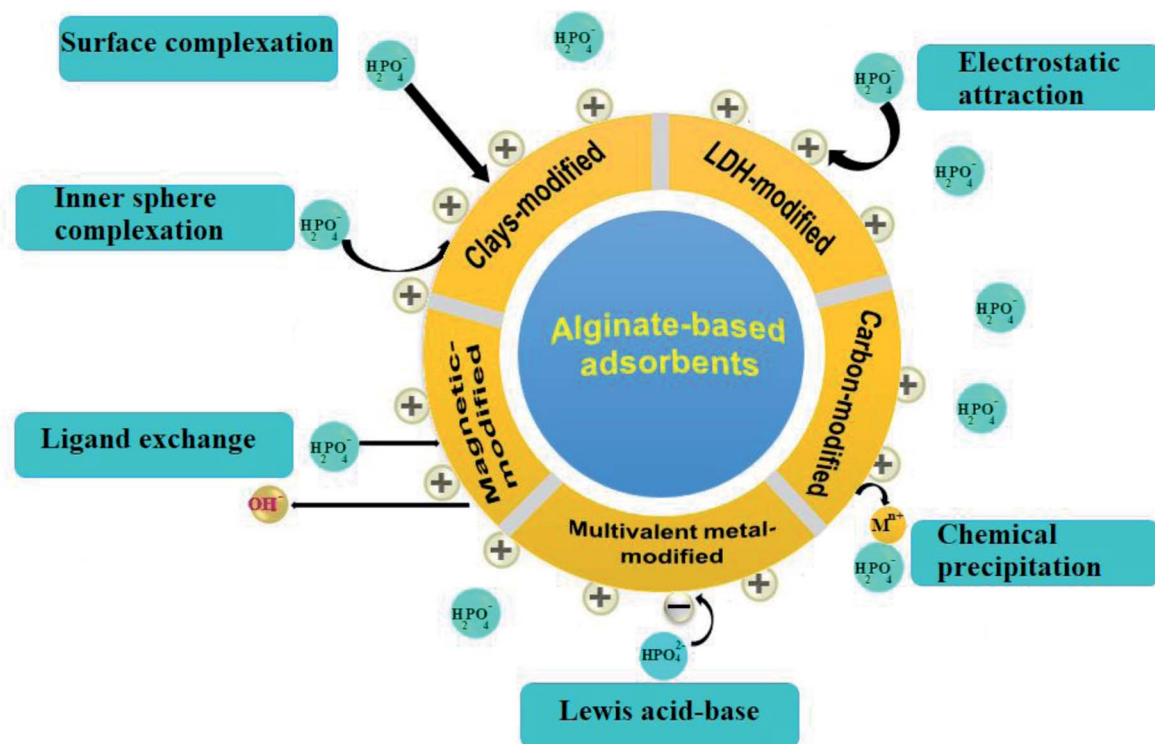 Surface complexation
H₂PO₄⁻
H₂PO₄⁻
H₂PO₄⁻
Electrostatic
attraction
Inner sphere
complexation
H₂PO₄⁻
Clays-modified
LDH-modified
H₂PO₄⁻
H₂PO₄⁻
Alginate-based
adsorbents
Carbon-modified
H₂PO₄⁻
Magnetic-
modified
Ligand exchange
H₂PO₄⁻
OH⁻
Multivalent metal-
modified
Mⁿ⁺
H₂PO₄⁻
Chemical
precipitation
H₂PO₄⁻
HPO₄²⁻
Lewis acid-base